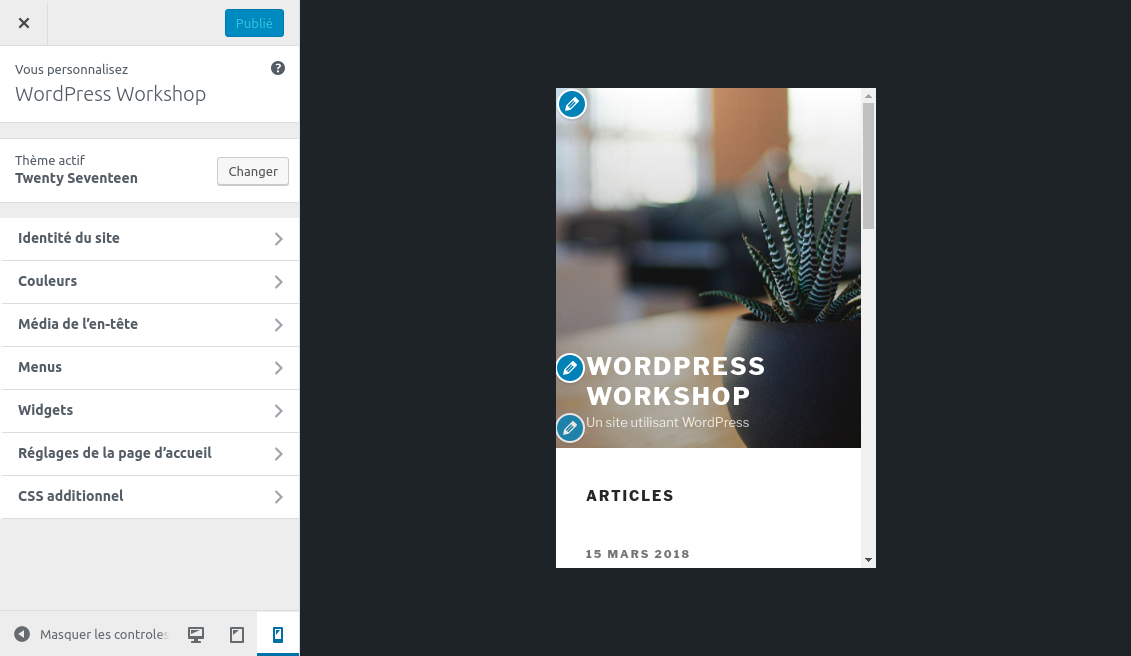 Publié
Vous personnalisez
WordPress Workshop
Thème actif
Twenty Seventeen
Changer
Identité du site
Couleurs
Média de l’en-tête
Menus
Widgets
Réglages de la page d’accueil
CSS additionnel
Masquer les controles
WORDPRESS
WORKSHOP
Un site utilisant WordPress
ARTICLES
15 MARS 2018